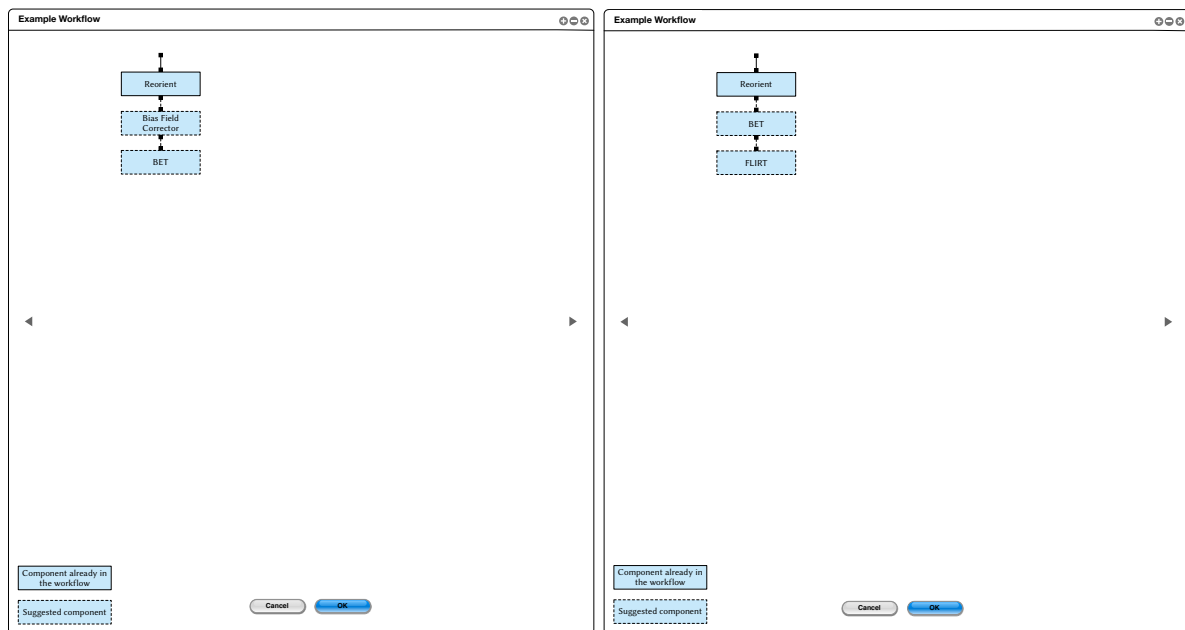 Example Workflow
Reorient
Bias Field
Corrector
BET
Component already in
the workflow
Suggested component
Cancel
OK
Example Workflow
Reorient
BET
FLIRT
Component already in
the workflow
Suggested component
Cancel
OK